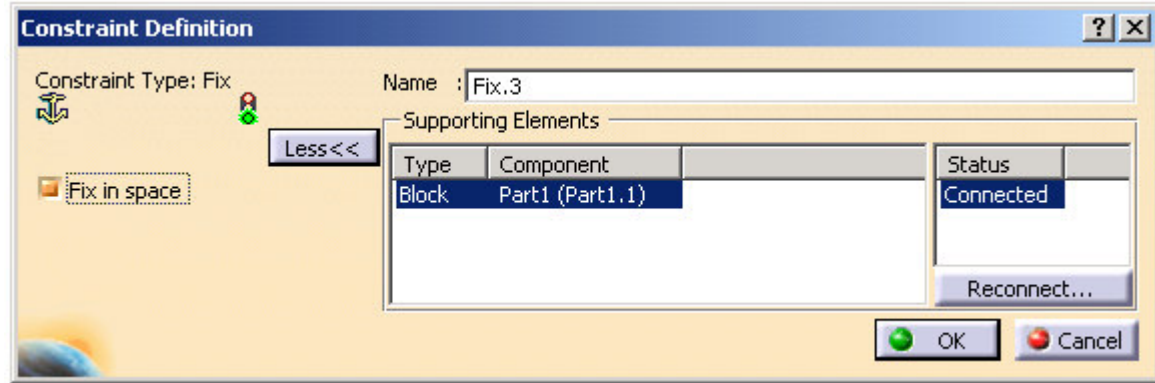 Constraint Definition
Constraint Type: Fix
Name : Fix.3
Supporting Elements
Less<<
Type Component Status
Fix in space
Block Part1 (Part1.1) Connected
Reconnect...
OK Cancel